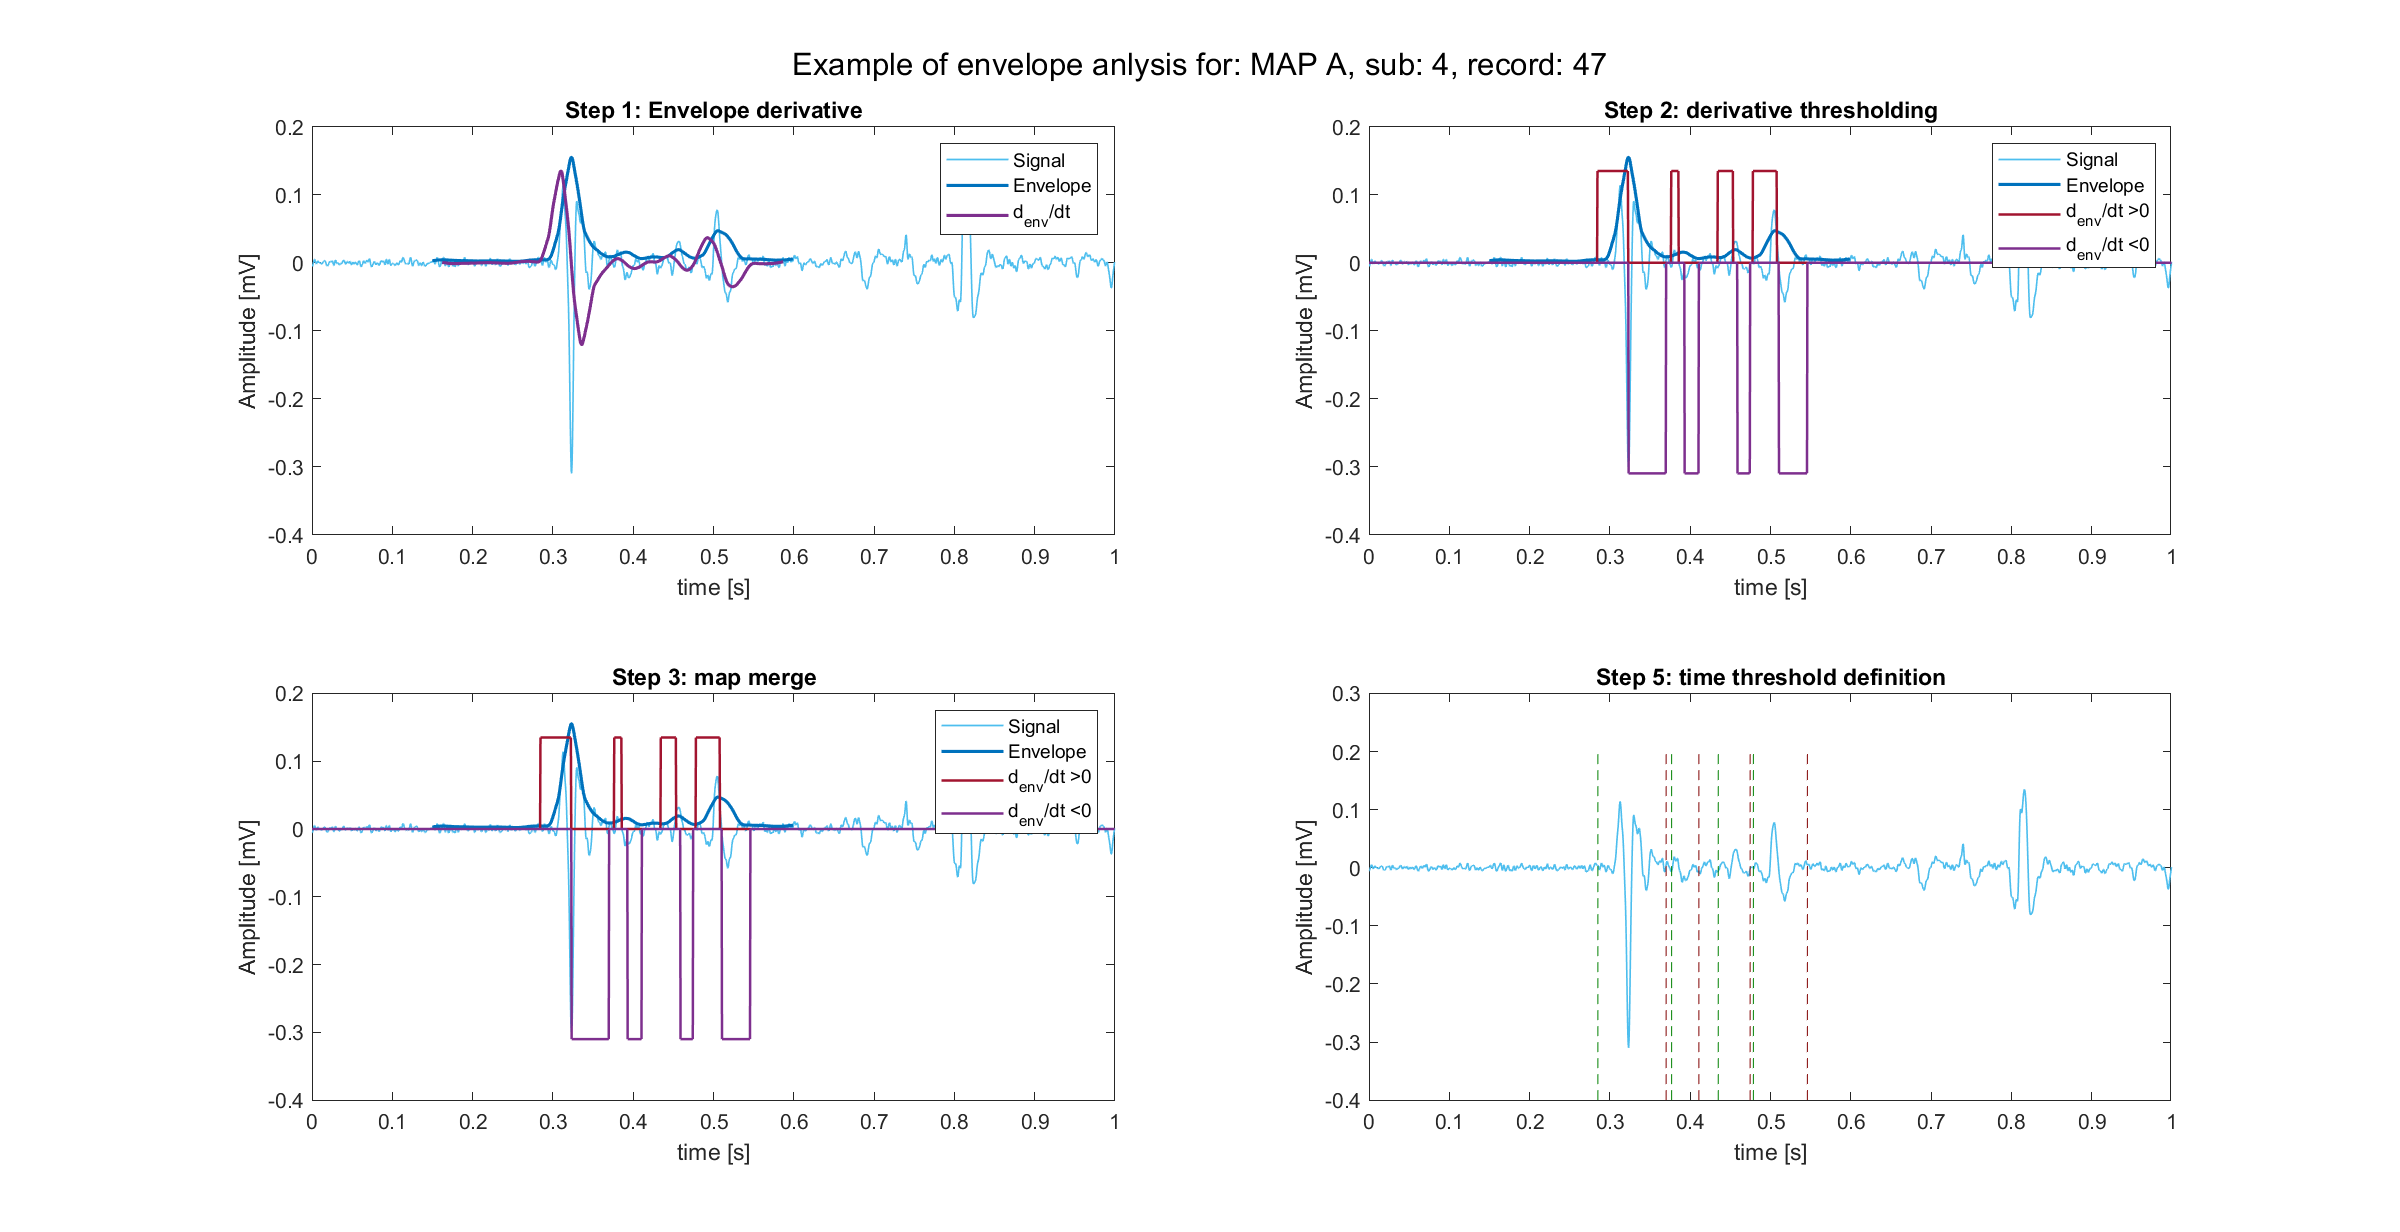 Example of envelope anlysis for: MAP A, sub: 4, record: 47
Step 1: Envelope derivative
0.2
0.1
0
-0.1
-0.2
-0.3
-0.4
Amplitude [mV]
0 0.1 0.2 0.3 0.4 0.5 0.6 0.7 0.8 0.9 1
time [s]
Signal
Envelope
d_env/dt
Step 2: derivative thresholding
0.2
0.1
0
-0.1
-0.2
-0.3
-0.4
Amplitude [mV]
0 0.1 0.2 0.3 0.4 0.5 0.6 0.7 0.8 0.9 1
time [s]
Signal
Envelope
d_env/dt >0
d_env/dt <0
Step 3: map merge
0.2
0.1
0
-0.1
-0.2
-0.3
-0.4
Amplitude [mV]
0 0.1 0.2 0.3 0.4 0.5 0.6 0.7 0.8 0.9 1
time [s]
Signal
Envelope
d_env/dt >0
d_env/dt <0
Step 5: time threshold definition
0.3
0.2
0.1
0
-0.1
-0.2
-0.3
-0.4
Amplitude [mV]
0 0.1 0.2 0.3 0.4 0.5 0.6 0.7 0.8 0.9 1
time [s]